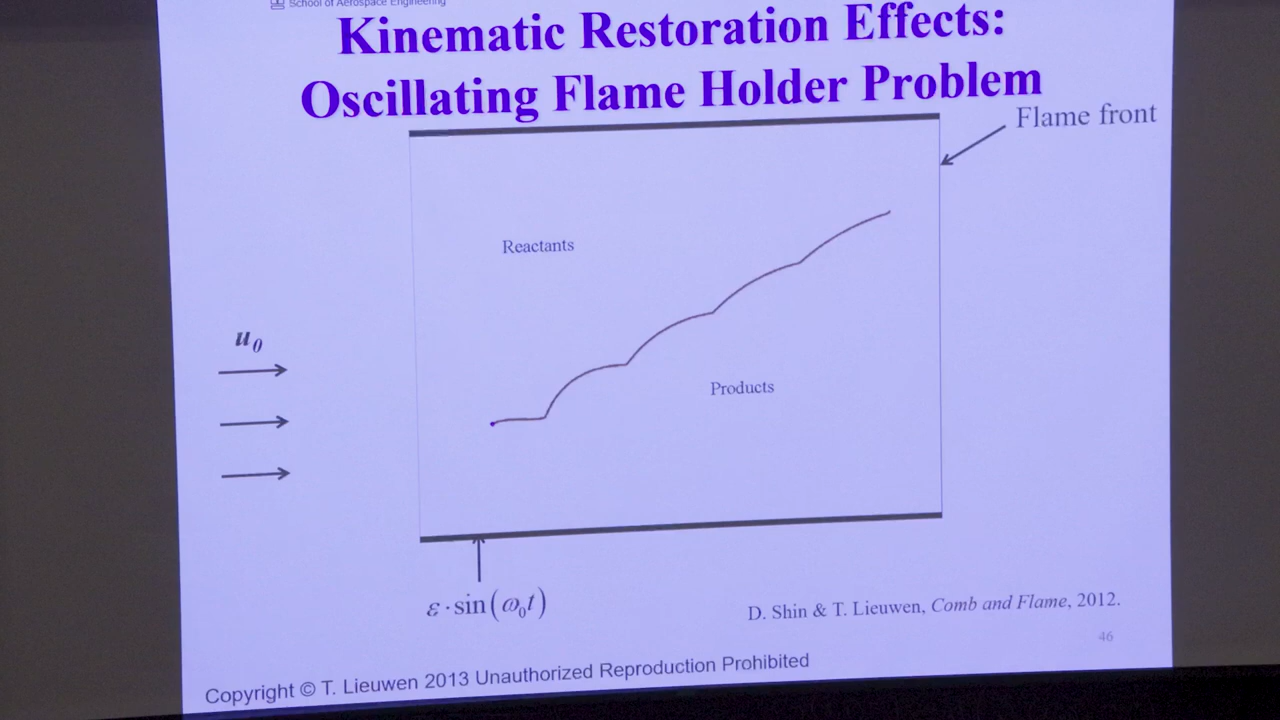 School of Aerospace Engineering
Kinematic Restoration Effects:
Oscillating Flame Holder Problem
Flame front
Reactants
u₀
Products
ε·sin(ω₀t)
D. Shin & T. Lieuwen, Comb and Flame, 2012.
46
Copyright © T. Lieuwen 2013 Unauthorized Reproduction Prohibited